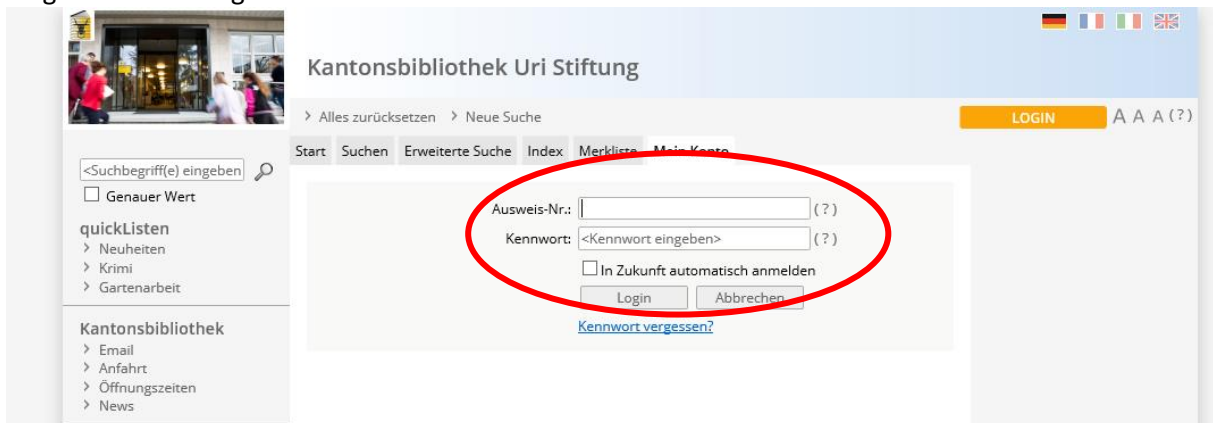 Kantonsbibliothek Uri Stiftung
> Alles zurücksetzen > Neue Suche
LOGIN
A A A (?)
Start Suchen Erweiterte Suche Index Merkliste Mein Konto
<Suchbegriff(e) eingeben
Genauer Wert
quickListen
> Neuheiten
> Krimi
> Gartenarbeit
Kantonsbibliothek
> Email
> Anfahrt
> Öffnungszeiten
> News
Ausweis-Nr.: (?)
Kennwort: <Kennwort eingeben> (?)
In Zukunft automatisch anmelden
Login Abbrechen
Kennwort vergessen?